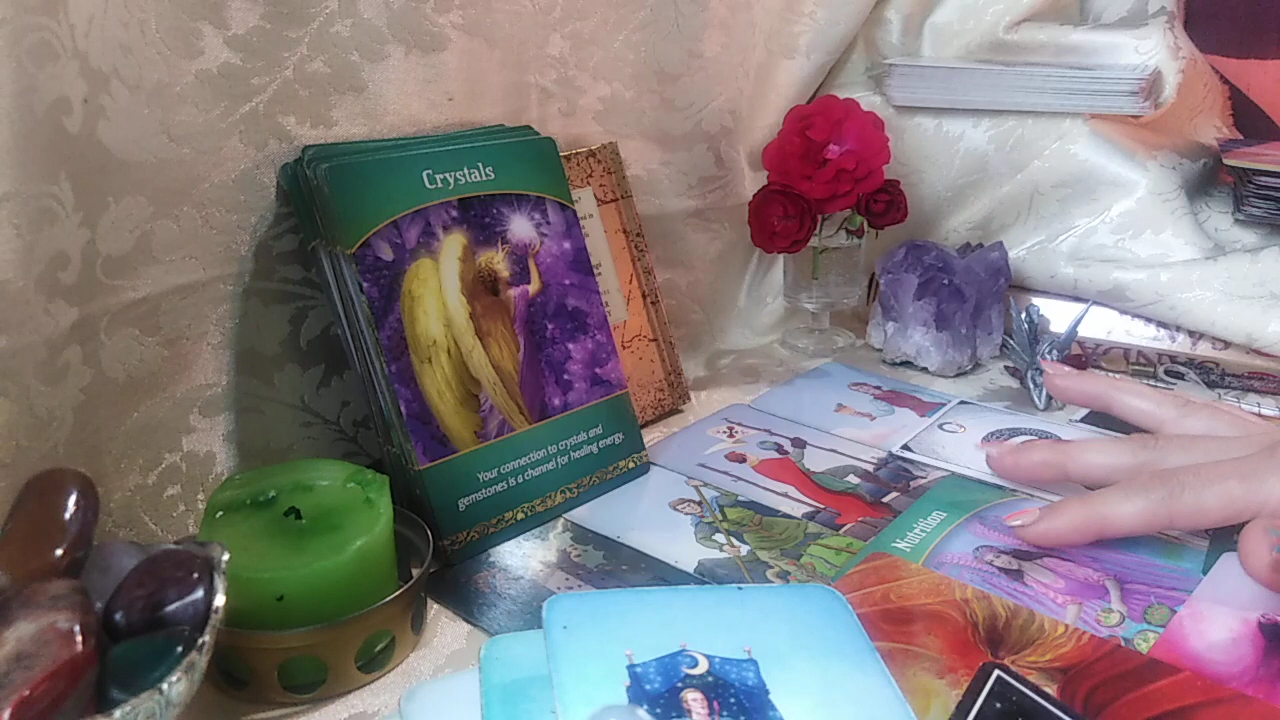 Crystals
Your connection to crystals and
gemstones is a channel for healing energy.
Nutrition